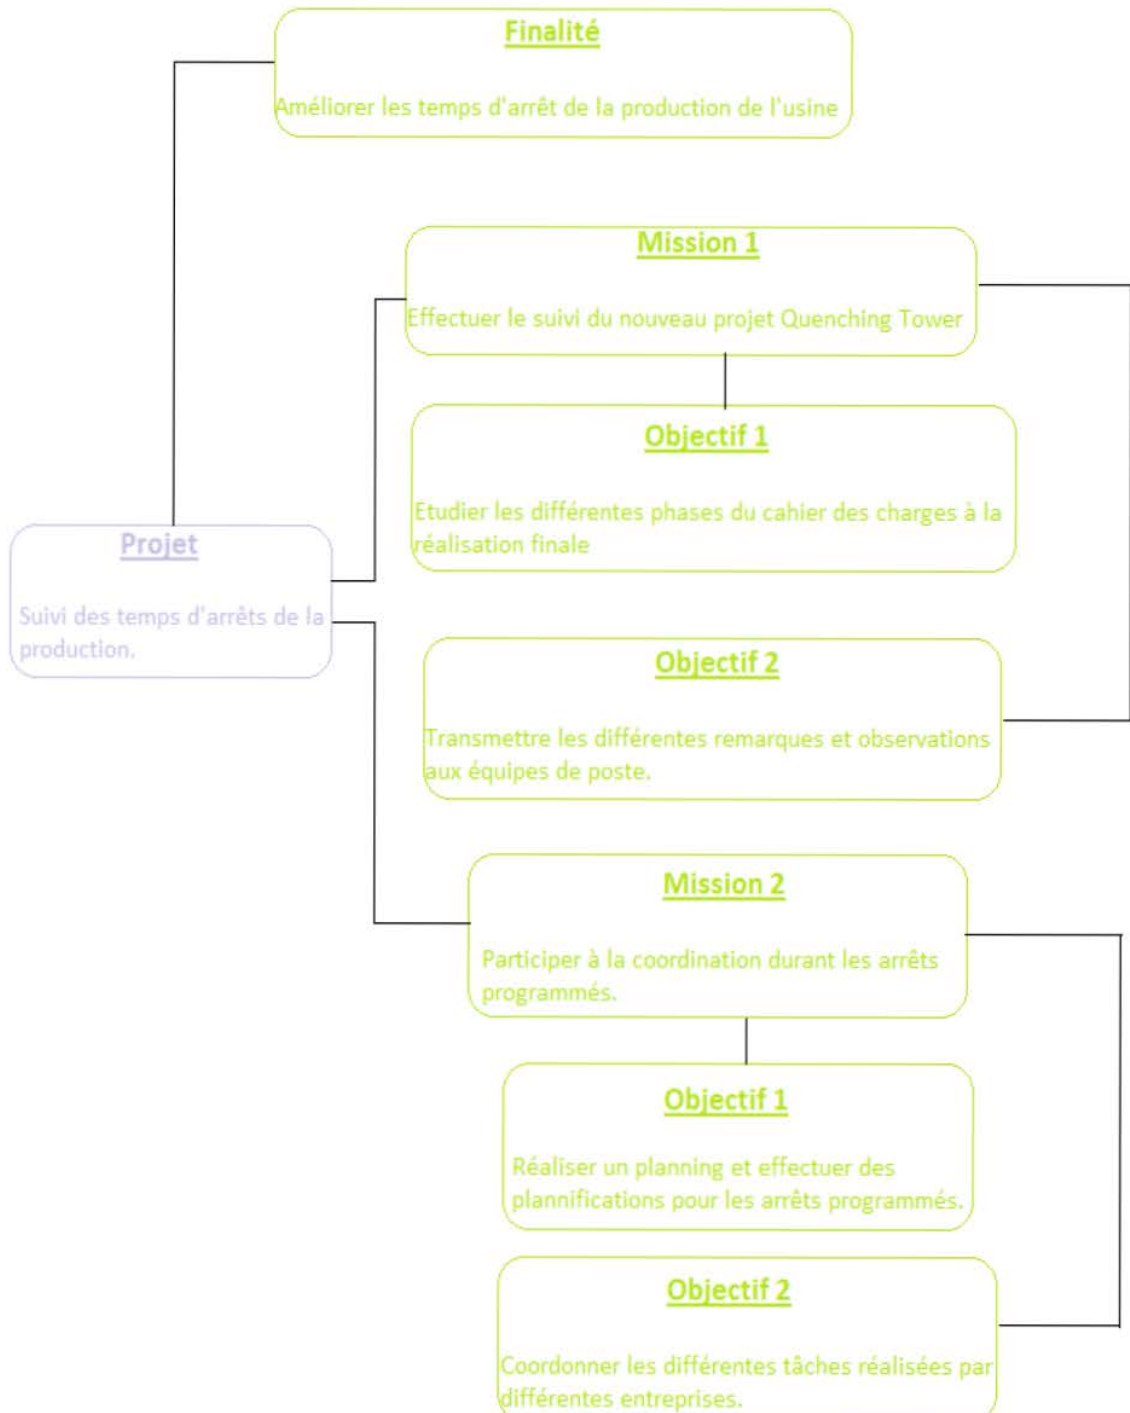 Finalité
Améliorer les temps d'arrêt de la production de l'usine
Mission 1
Effectuer le suivi du nouveau projet Quenching Tower
Objectif 1
Etudier les différentes phases du cahier des charges à la
réalisation finale
Projet
Suivi des temps d'arrêts de la
production.
Objectif 2
Transmettre les différentes remarques et observations
aux équipes de poste.
Mission 2
Participer à la coordination durant les arrêts
programmés.
Objectif 1
Réaliser un planning et effectuer des
plannifications pour les arrêts programmés.
Objectif 2
Coordonner les différentes tâches réalisées par
différentes entreprises.